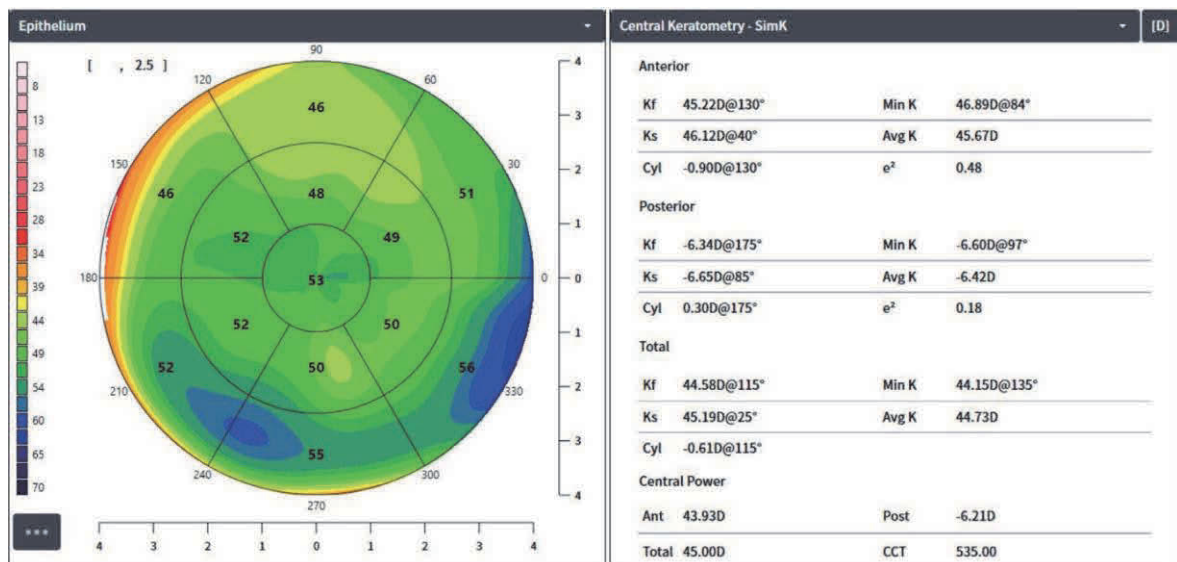 Epithelium
[ , 2.5 ]
8
13
18
23
28
34
39
44
49
54
60
65
70
90
120
60
150
30
180
0
210
330
240
300
270
46
46
48
51
52
49
53
52
50
52
50
56
55
4
3
2
1
0
1
2
3
4
4 3 2 1 0 1 2 3 4
Central Keratometry - SimK [D]
Anterior
Kf 45.22D@130° Min K 46.89D@84°
Ks 46.12D@40° Avg K 45.67D
Cyl -0.90D@130° e² 0.48
Posterior
Kf -6.34D@175° Min K -6.60D@97°
Ks -6.65D@85° Avg K -6.42D
Cyl 0.30D@175° e² 0.18
Total
Kf 44.58D@115° Min K 44.15D@135°
Ks 45.19D@25° Avg K 44.73D
Cyl -0.61D@115°
Central Power
Ant 43.93D Post -6.21D
Total 45.00D CCT 535.00